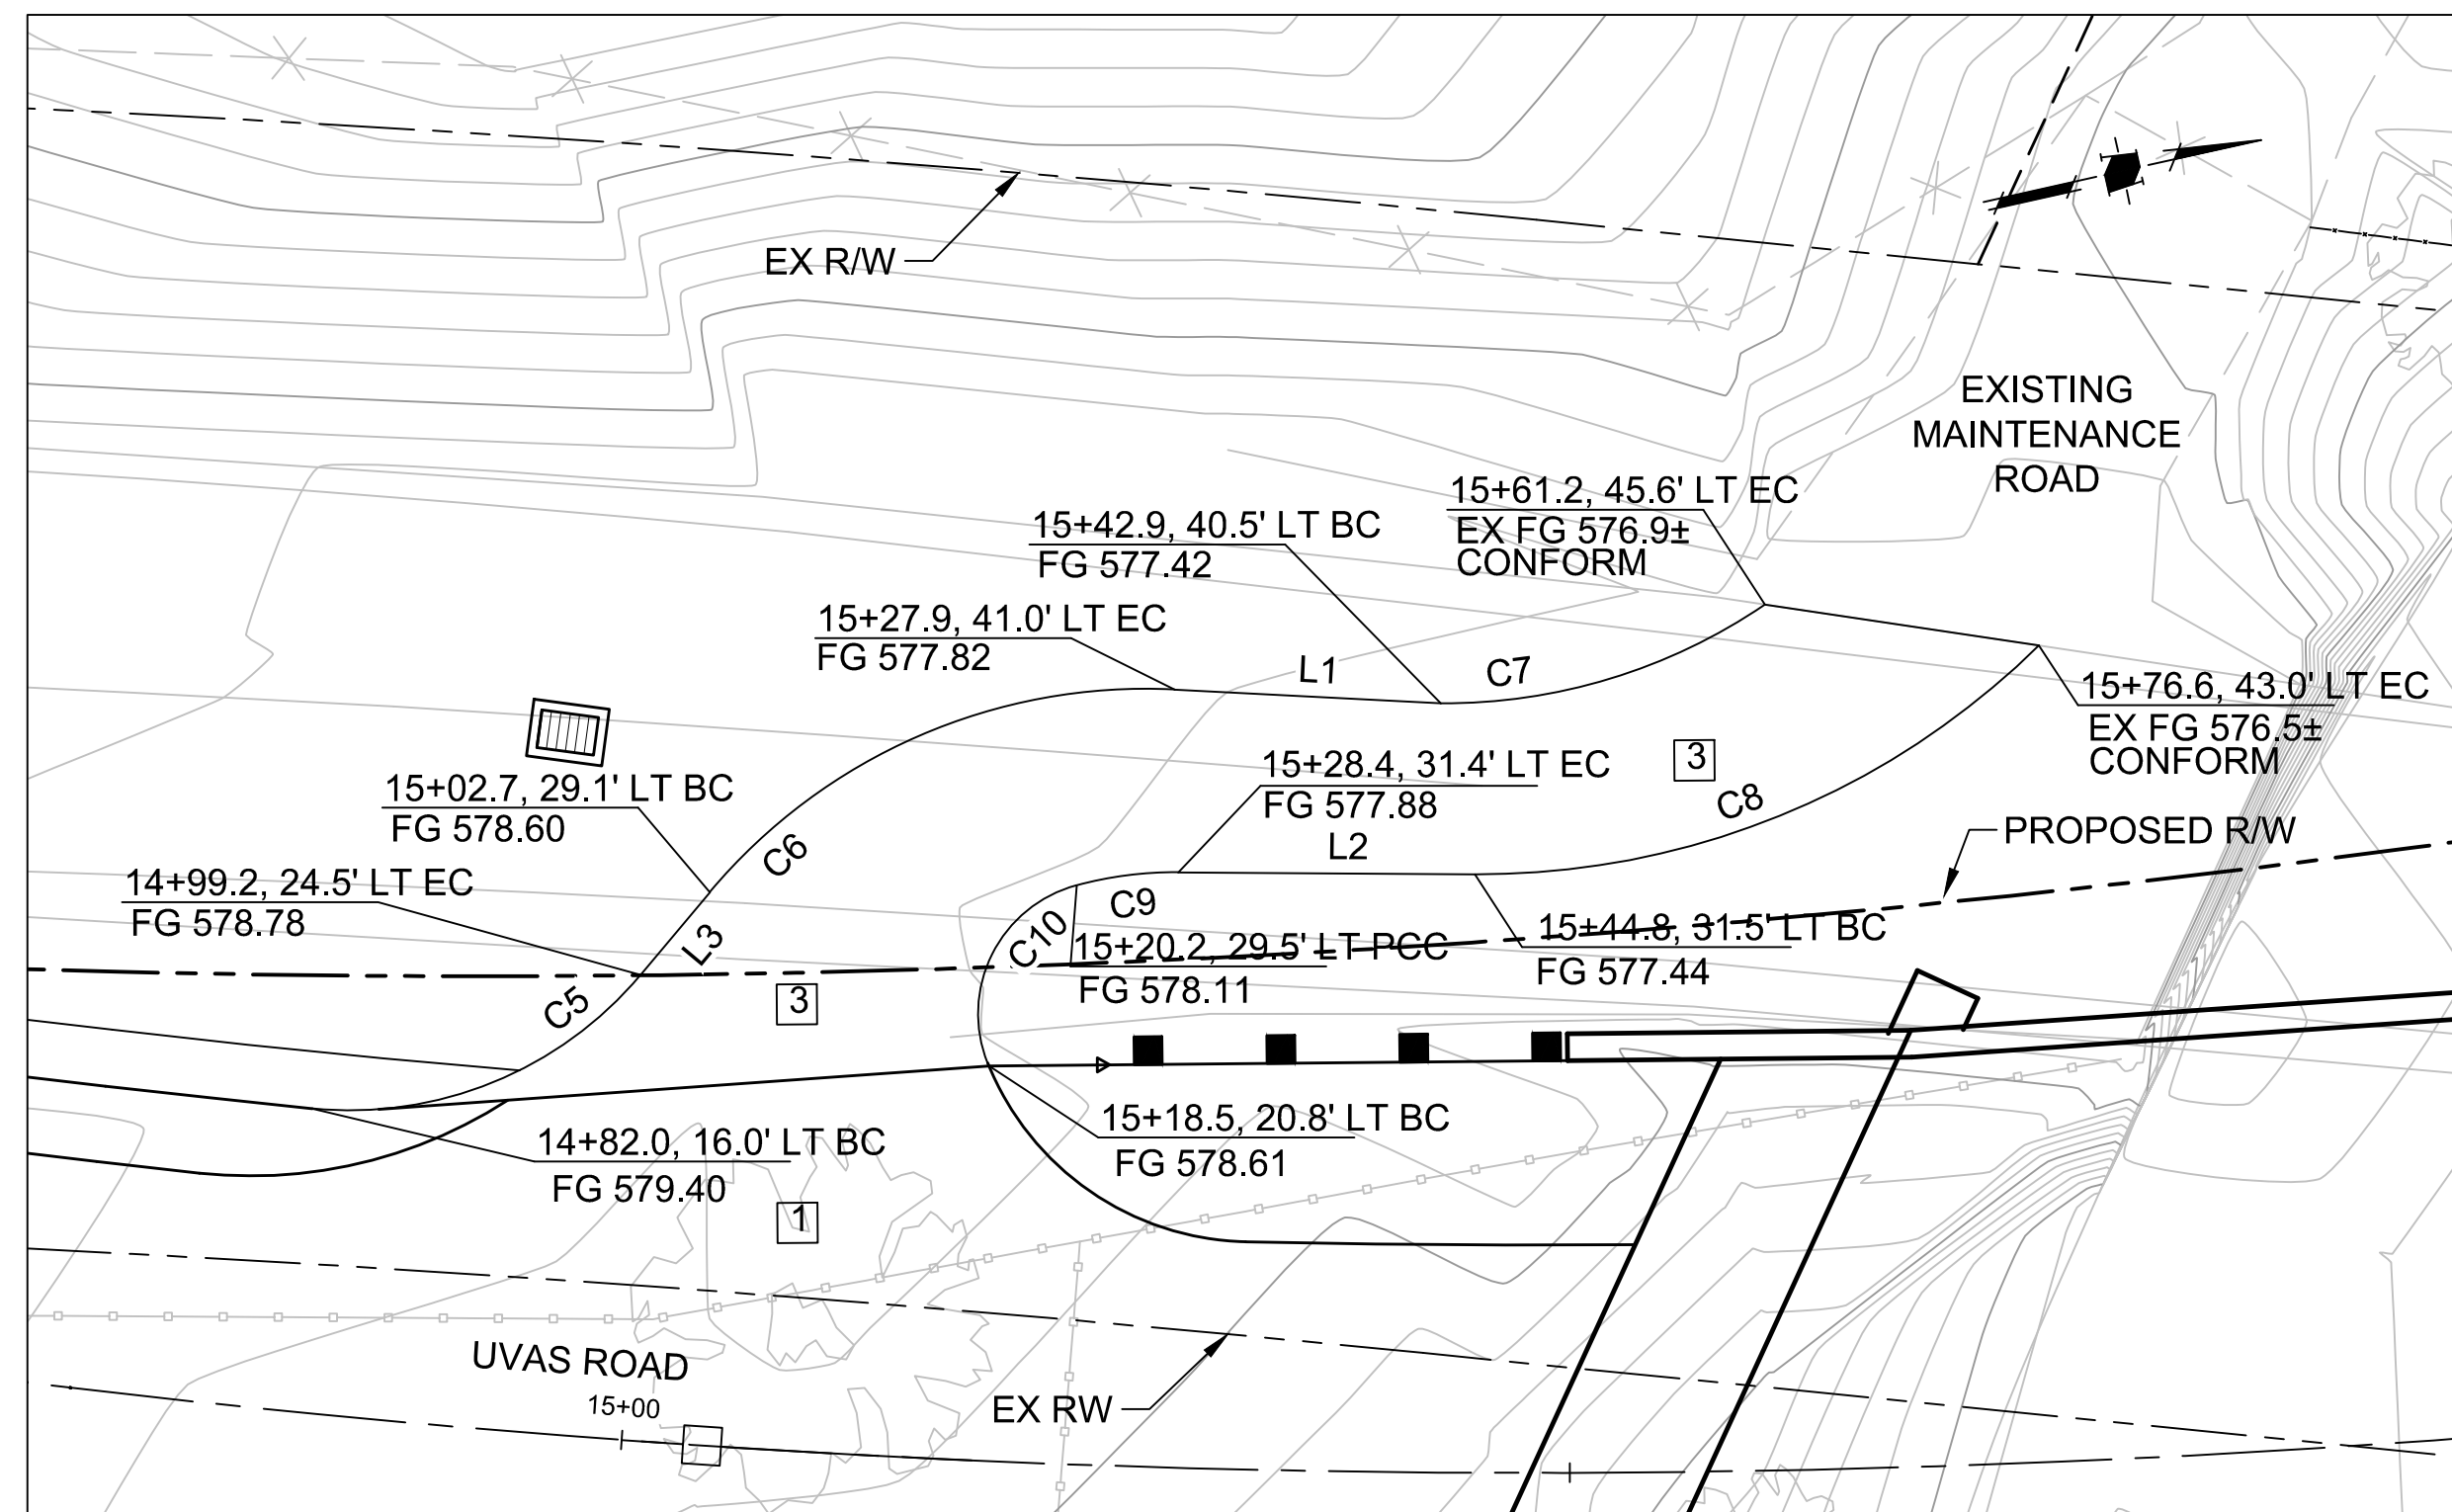 EX R/W
EXISTING
MAINTENANCE
ROAD
15+61.2, 45.6' LT EC
EX FG 576.9±
CONFORM
15+42.9, 40.5' LT BC
FG 577.42
15+27.9, 41.0' LT EC
FG 577.82
L1
C7
15+76.6, 43.0' LT EC
EX FG 576.5±
CONFORM
3
15+28.4, 31.4' LT EC
FG 577.88
L2
C8
15+02.7, 29.1' LT BC
FG 578.60
C6
PROPOSED R/W
14+99.2, 24.5' LT EC
FG 578.78
L3
C9
C10
15+20.2, 29.5' LT PCC
FG 578.11
15+44.8, 31.5' LT BC
FG 577.44
C5
3
15+18.5, 20.8' LT BC
FG 578.61
14+82.0, 16.0' LT BC
FG 579.40
1
UVAS ROAD
15+00
EX RW